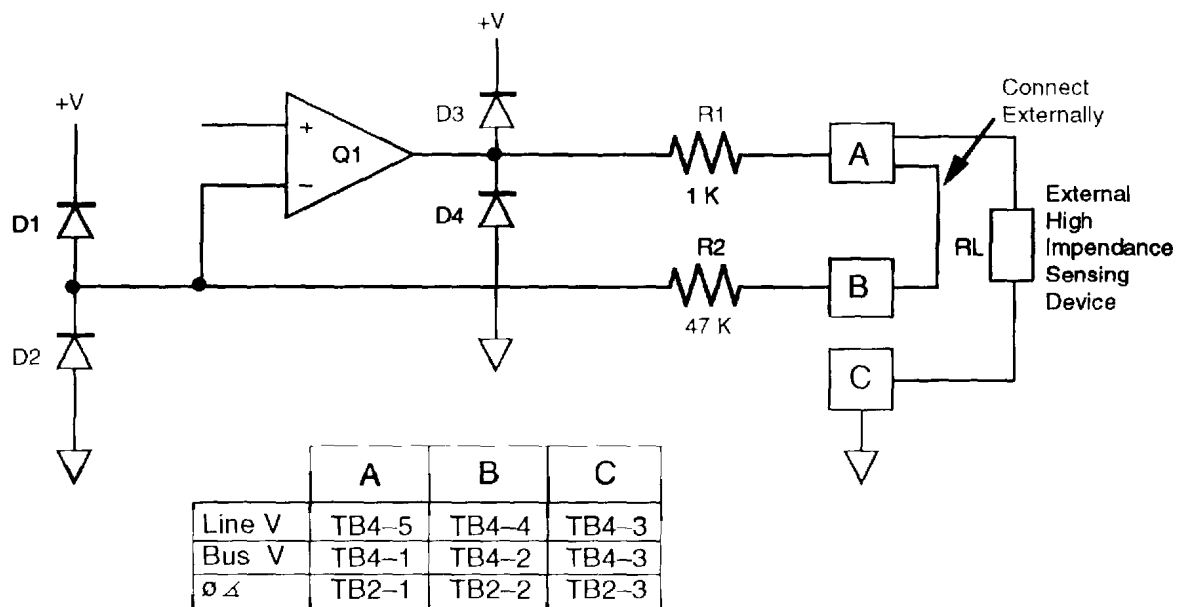 +V
+V
D3
Connect
Externally
+
Q1
−
R1
1 K
A
D1
D4
R2
47 K
B
RL
External
High
Impendance
Sensing
Device
D2
C
A B C
Line V TB4–5 TB4–4 TB4–3
Bus V TB4–1 TB4–2 TB4–3
ø ∡ TB2–1 TB2–2 TB2–3